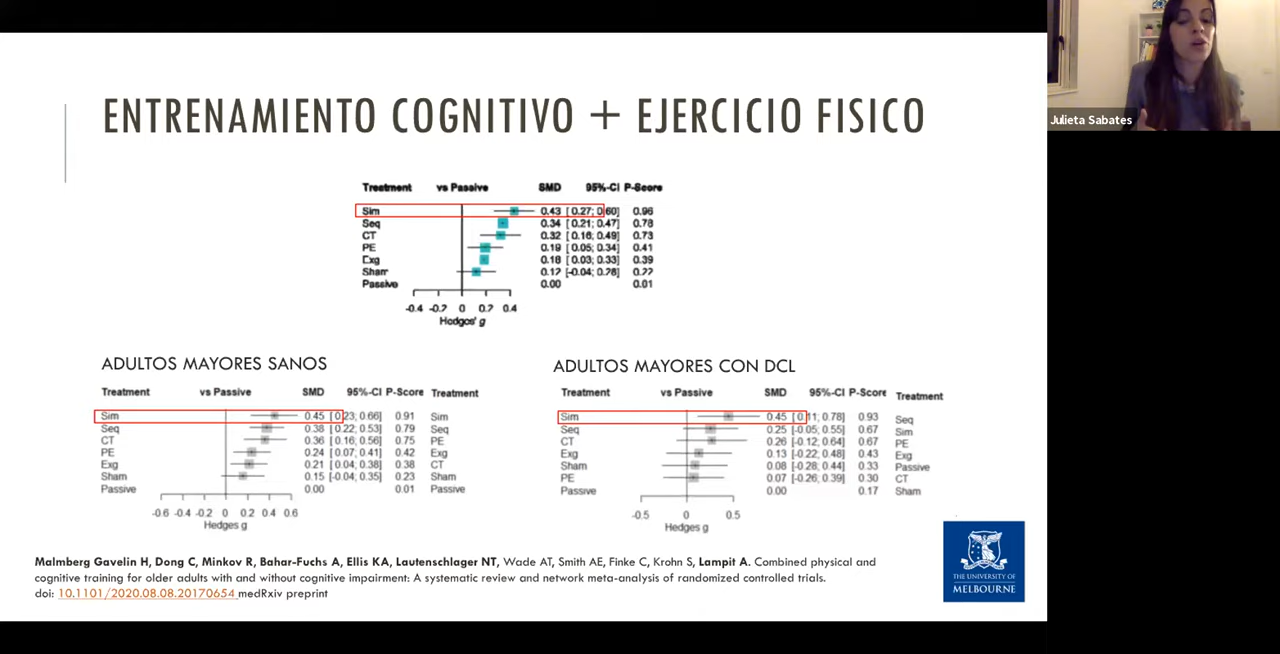 ENTRENAMIENTO COGNITIVO + EJERCICIO FISICO
Julieta Sabates
Treatment vs Passive SMD 95%-CI P-Score
Sim 0.43 [ 0.27; 0.60] 0.96
Seq 0.34 [ 0.21; 0.47] 0.78
CT 0.32 [ 0.16; 0.49] 0.73
PE 0.19 [ 0.05; 0.34] 0.41
Exg 0.18 [ 0.03; 0.33] 0.39
Sham 0.12 [-0.04; 0.28] 0.22
Passive 0.00 0.01
-0.4 -0.2 0 0.2 0.4
Hedges' g
ADULTOS MAYORES SANOS
Treatment vs Passive SMD 95%-CI P-Score Treatment
Sim 0.45 [ 0.23; 0.66] 0.91 Sim
Seq 0.38 [ 0.22; 0.53] 0.79 Seq
CT 0.36 [ 0.16; 0.56] 0.75 PE
PE 0.24 [ 0.07; 0.41] 0.42 Exg
Exg 0.21 [ 0.04; 0.38] 0.38 CT
Sham 0.15 [-0.04; 0.35] 0.23 Sham
Passive 0.00 0.01 Passive
-0.6 -0.4 -0.2 0 0.2 0.4 0.6
Hedges g
ADULTOS MAYORES CON DCL
Treatment vs Passive SMD 95%-CI P-Score Treatment
Sim 0.45 [ 0.11; 0.78] 0.93 Seq
Seq 0.25 [-0.05; 0.55] 0.67 Sim
CT 0.26 [-0.12; 0.64] 0.67 PE
Exg 0.13 [-0.22; 0.48] 0.43 Exg
Sham 0.08 [-0.28; 0.44] 0.33 Passive
PE 0.07 [-0.26; 0.39] 0.30 CT
Passive 0.00 0.17 Sham
-0.5 0 0.5
Hedges g
Malmberg Gavelin H, Dong C, Minkov R, Bahar-Fuchs A, Ellis KA, Lautenschlager NT, Wade AT, Smith AE, Finke C, Krohn S, Lampit A. Combined physical and
cognitive training for older adults with and without cognitive impairment: A systematic review and network meta-analysis of randomized controlled trials.
doi: 10.1101/2020.08.08.20170654 medRxiv preprint
THE UNIVERSITY OF
MELBOURNE